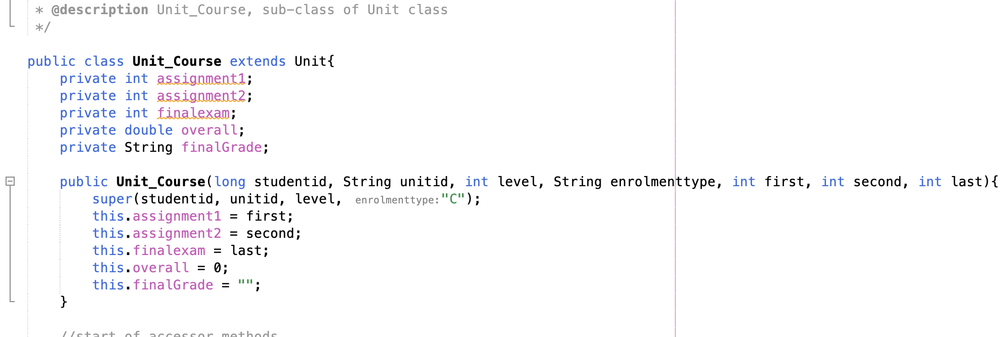 * @description Unit_Course, sub-class of Unit class
*/
public class Unit_Course extends Unit{
private int assignment1;
private int assignment2;
private int finalexam;
private double overall;
private String finalGrade;
public Unit_Course(long studentid, String unitid, int level, String enrolmenttype, int first, int second, int last){
super(studentid, unitid, level, enrolmenttype:"C");
this.assignment1 = first;
this.assignment2 = second;
this.finalexam = last;
this.overall = 0;
this.finalGrade = "";
}
//start of accessor methods